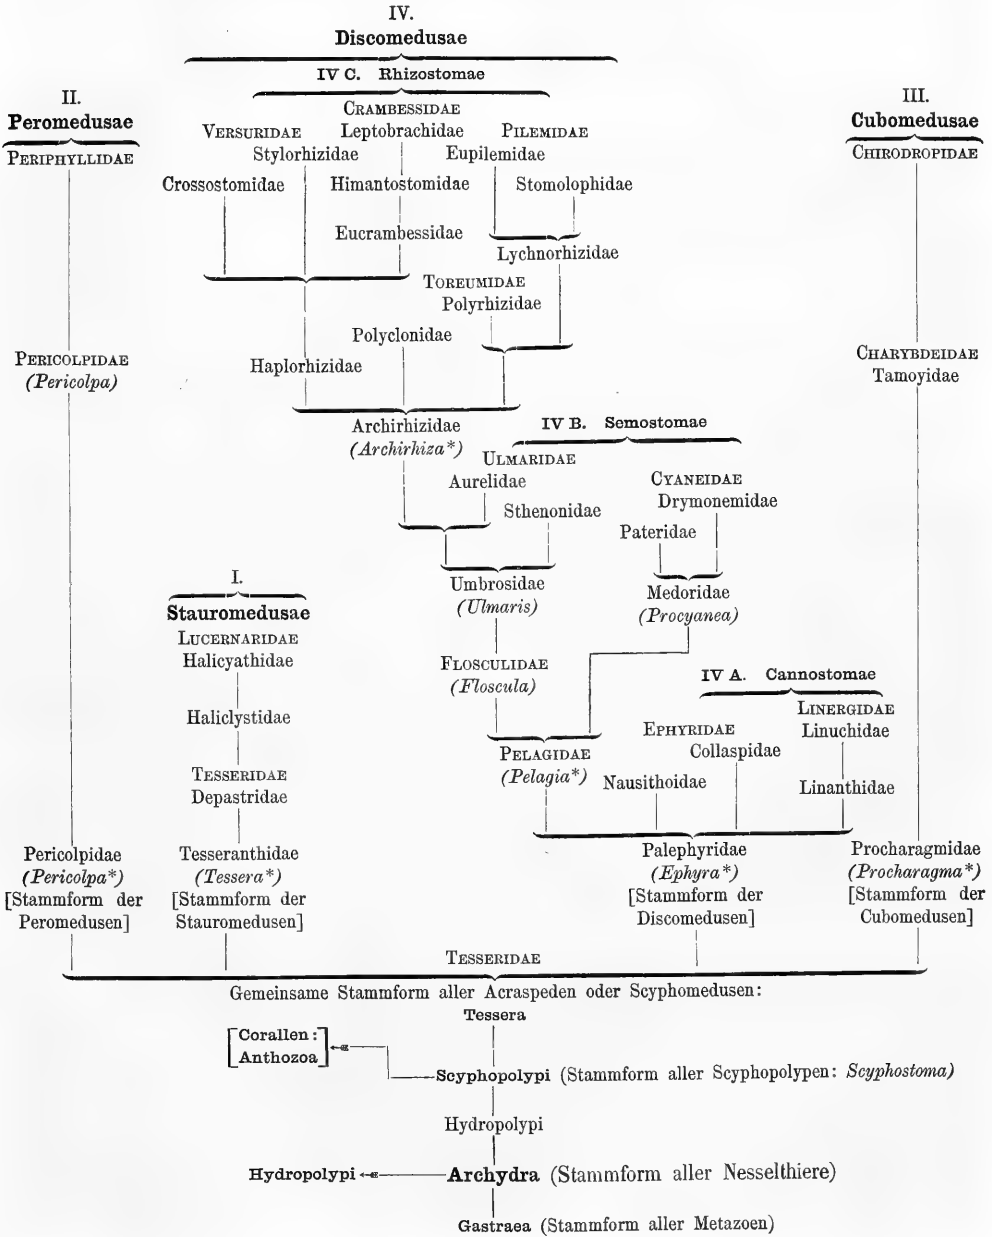 IV.
Discomedusae
IV C. Rhizostomae
II.
Peromedusae
PERIPHYLLIDAE
III.
Cubomedusae
CHIRODROPIDAE
CRAMBESSIDAE
VERSURIDAE Leptobrachidae PILEMIDAE
Stylorhizidae Eupilemidae
Crossostomidae Himantostomidae Stomolophidae
Eucrambessidae
Lychnorhizidae
TOREUMIDAE
Polyrhizidae
Polyclonidae
Haplorhizidae
PERICOLPIDAE
(Pericolpa)
CHARYBDEIDAE
Tamoyidae
Archirhizidae
(Archirhiza*)
IV B. Semostomae
ULMARIDAE
Aurelidae
Sthenonidae
CYANEIDAE
Drymonemidae
Pateridae
Umbrosidae
(Ulmaris)
Medoridae
(Procyanea)
I.
Stauromedusae
LUCERNARIDAE
Halicyathidae
Haliclystidae
TESSERIDAE
Depastridae
FLOSCULIDAE
(Floscula)
PELAGIDAE
(Pelagia*)
IV A. Cannostomae
LINERGIDAE
Linuchidae
EPHYRIDAE
Collaspidae
Nausithoidae
Linanthidae
Pericolpidae
(Pericolpa*)
[Stammform der
Peromedusen]
Tesseranthidae
(Tessera*)
[Stammform der
Stauromedusen]
Palephyridae
(Ephyra*)
[Stammform der
Discomedusen]
Procharagmidae
(Procharagma*)
[Stammform der
Cubomedusen]
TESSERIDAE
Gemeinsame Stammform aller Acraspeden oder Scyphomedusen:
Tessera
[Corallen:]
[Anthozoa]
Scyphopolypi (Stammform aller Scyphopolypen: Scyphostoma)
Hydropolypi
Hydropolypi Archydra (Stammform aller Nesselthiere)
Gastraea (Stammform aller Metazoen)